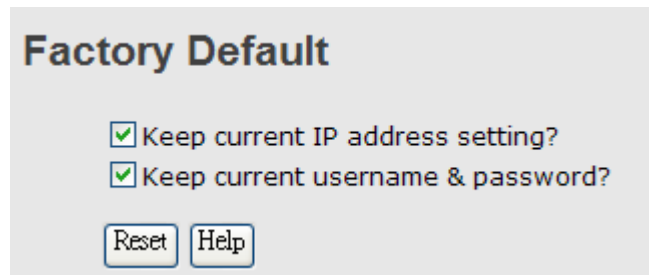 Factory Default
Keep current IP address setting?
Keep current username & password?
Reset Help